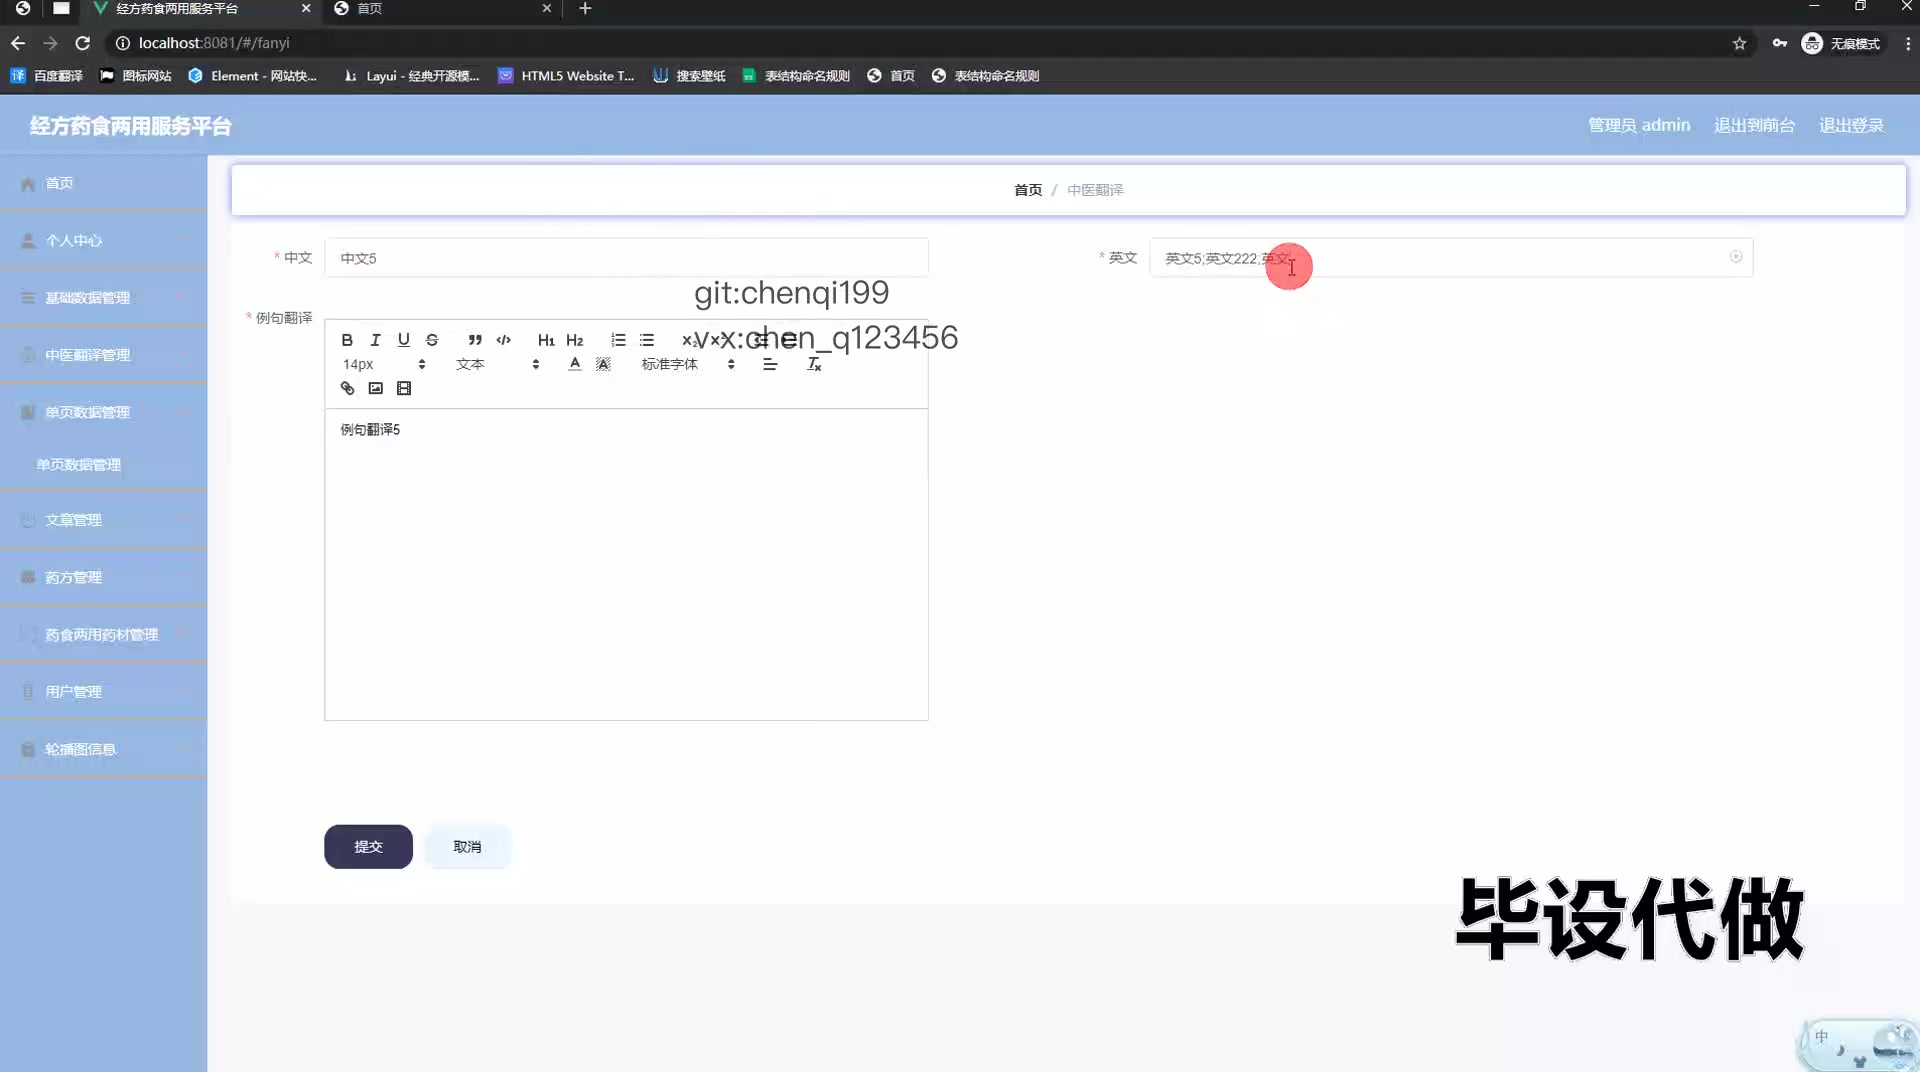 经方药食两用服务平台
首页
localhost:8081/#/fanyi
无痕模式
百度翻译
图标网站
Element - 网站快...
Layui - 经典开源模...
HTML5 Website T...
搜索壁纸
表结构命名规则
首页
表结构命名规则
经方药食两用服务平台
管理员 admin
退出到前台
退出登录
首页
个人中心
基础数据管理
中医翻译管理
单页数据管理
单页数据管理
文章管理
药方管理
药食两用药材管理
用户管理
轮播图信息
首页 / 中医翻译
* 中文
中文5
* 英文
英文5;英文222;英文
git:chenqi199
v-x:chen_q123456
* 例句翻译
14px
文本
标准字体
例句翻译5
提交
取消
毕设代做
中